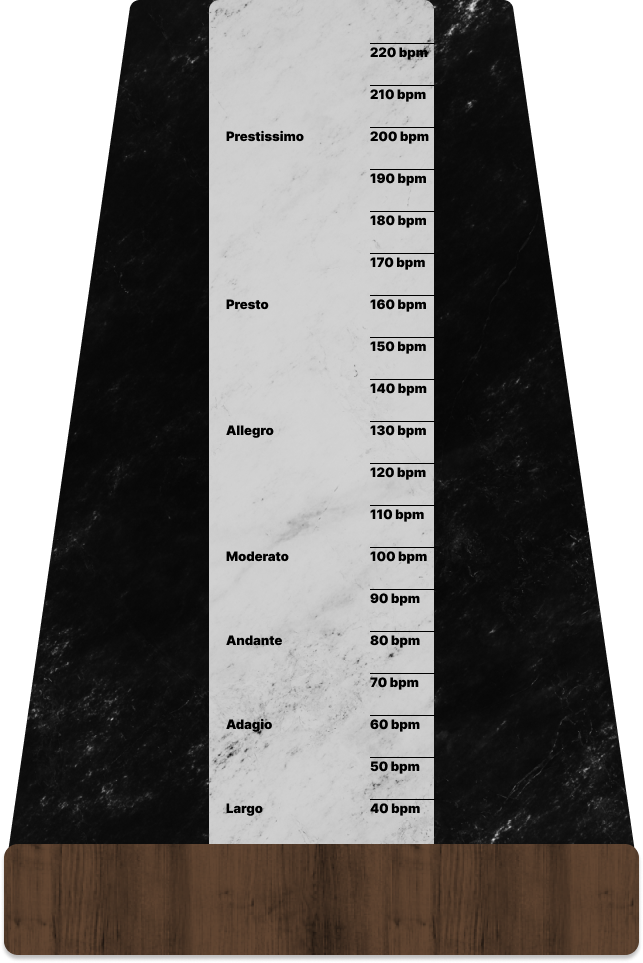 220 bpm
210 bpm
Prestissimo 200 bpm
190 bpm
180 bpm
170 bpm
Presto 160 bpm
150 bpm
140 bpm
Allegro 130 bpm
120 bpm
110 bpm
Moderato 100 bpm
90 bpm
Andante 80 bpm
70 bpm
Adagio 60 bpm
50 bpm
Largo 40 bpm